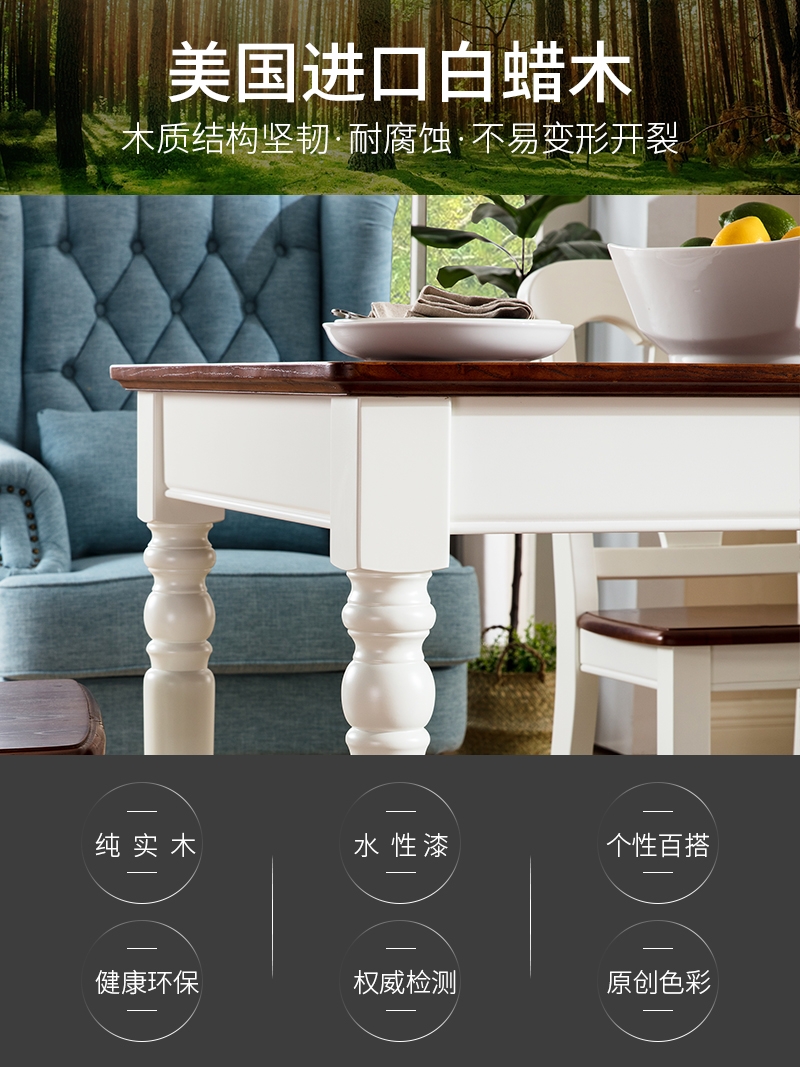 美国进口白蜡木
木质结构坚韧·耐腐蚀·不易变形开裂
纯实木
水性漆
个性百搭
健康环保
权威检测
原创色彩